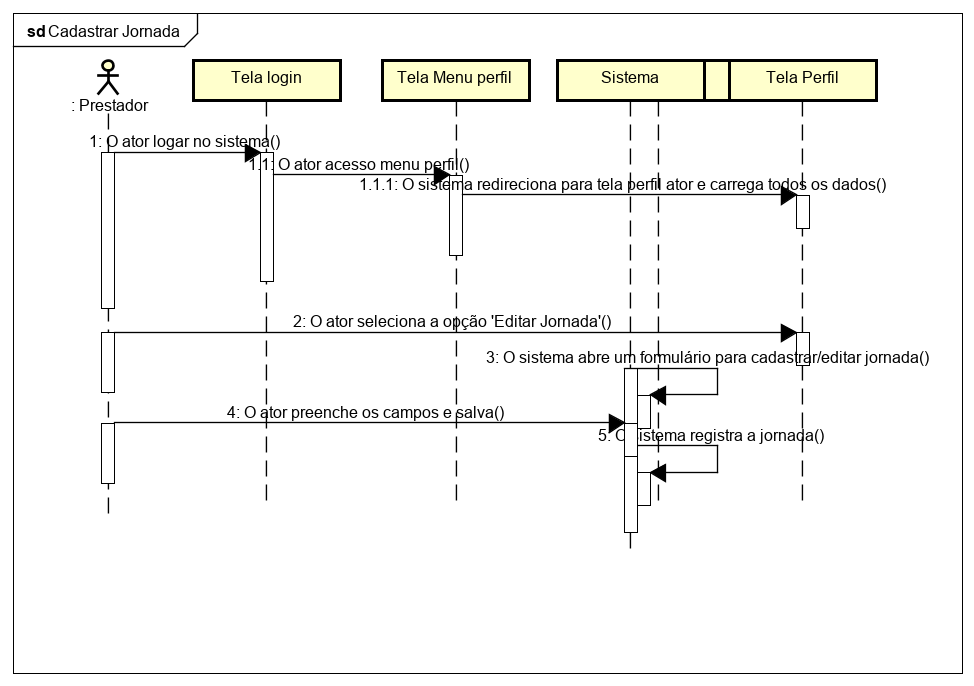 sd Cadastrar Jornada
: Prestador
Tela login
Tela Menu perfil
Sistema
Tela Perfil
1: O ator logar no sistema()
1.1: O ator acesso menu perfil()
1.1.1: O sistema redireciona para tela perfil ator e carrega todos os dados()
2: O ator seleciona a opção 'Editar Jornada'()
3: O sistema abre um formulário para cadastrar/editar jornada()
4: O ator preenche os campos e salva()
5: O sistema registra a jornada()